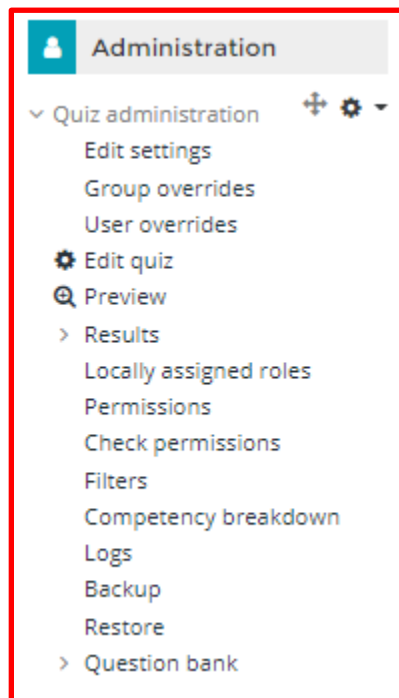 Administration
Quiz administration
Edit settings
Group overrides
User overrides
Edit quiz
Preview
Results
Locally assigned roles
Permissions
Check permissions
Filters
Competency breakdown
Logs
Backup
Restore
Question bank